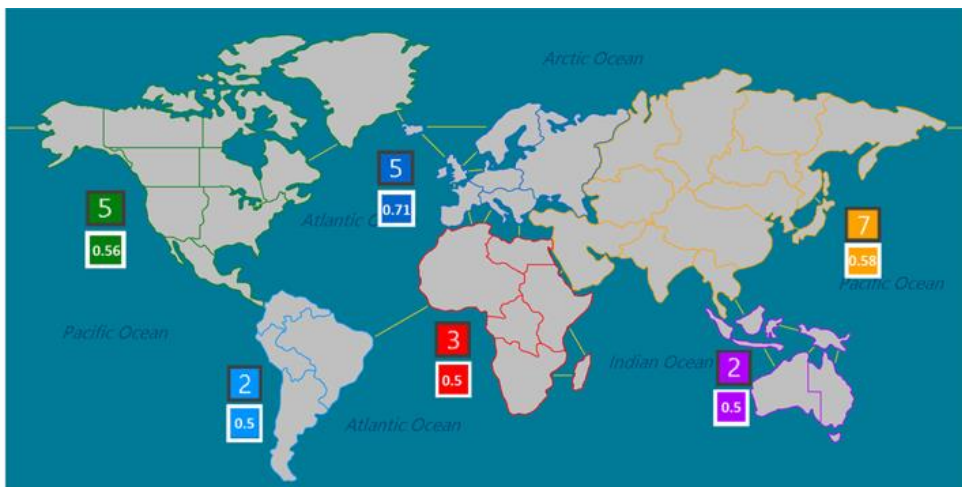 Arctic Ocean
5
0.71
5
0.56
Atlantic O
7
0.58
Pacific Ocean
Pacific Ocean
3
0.5
Indian Ocean
2
0.5
2
0.5
Atlantic Ocean